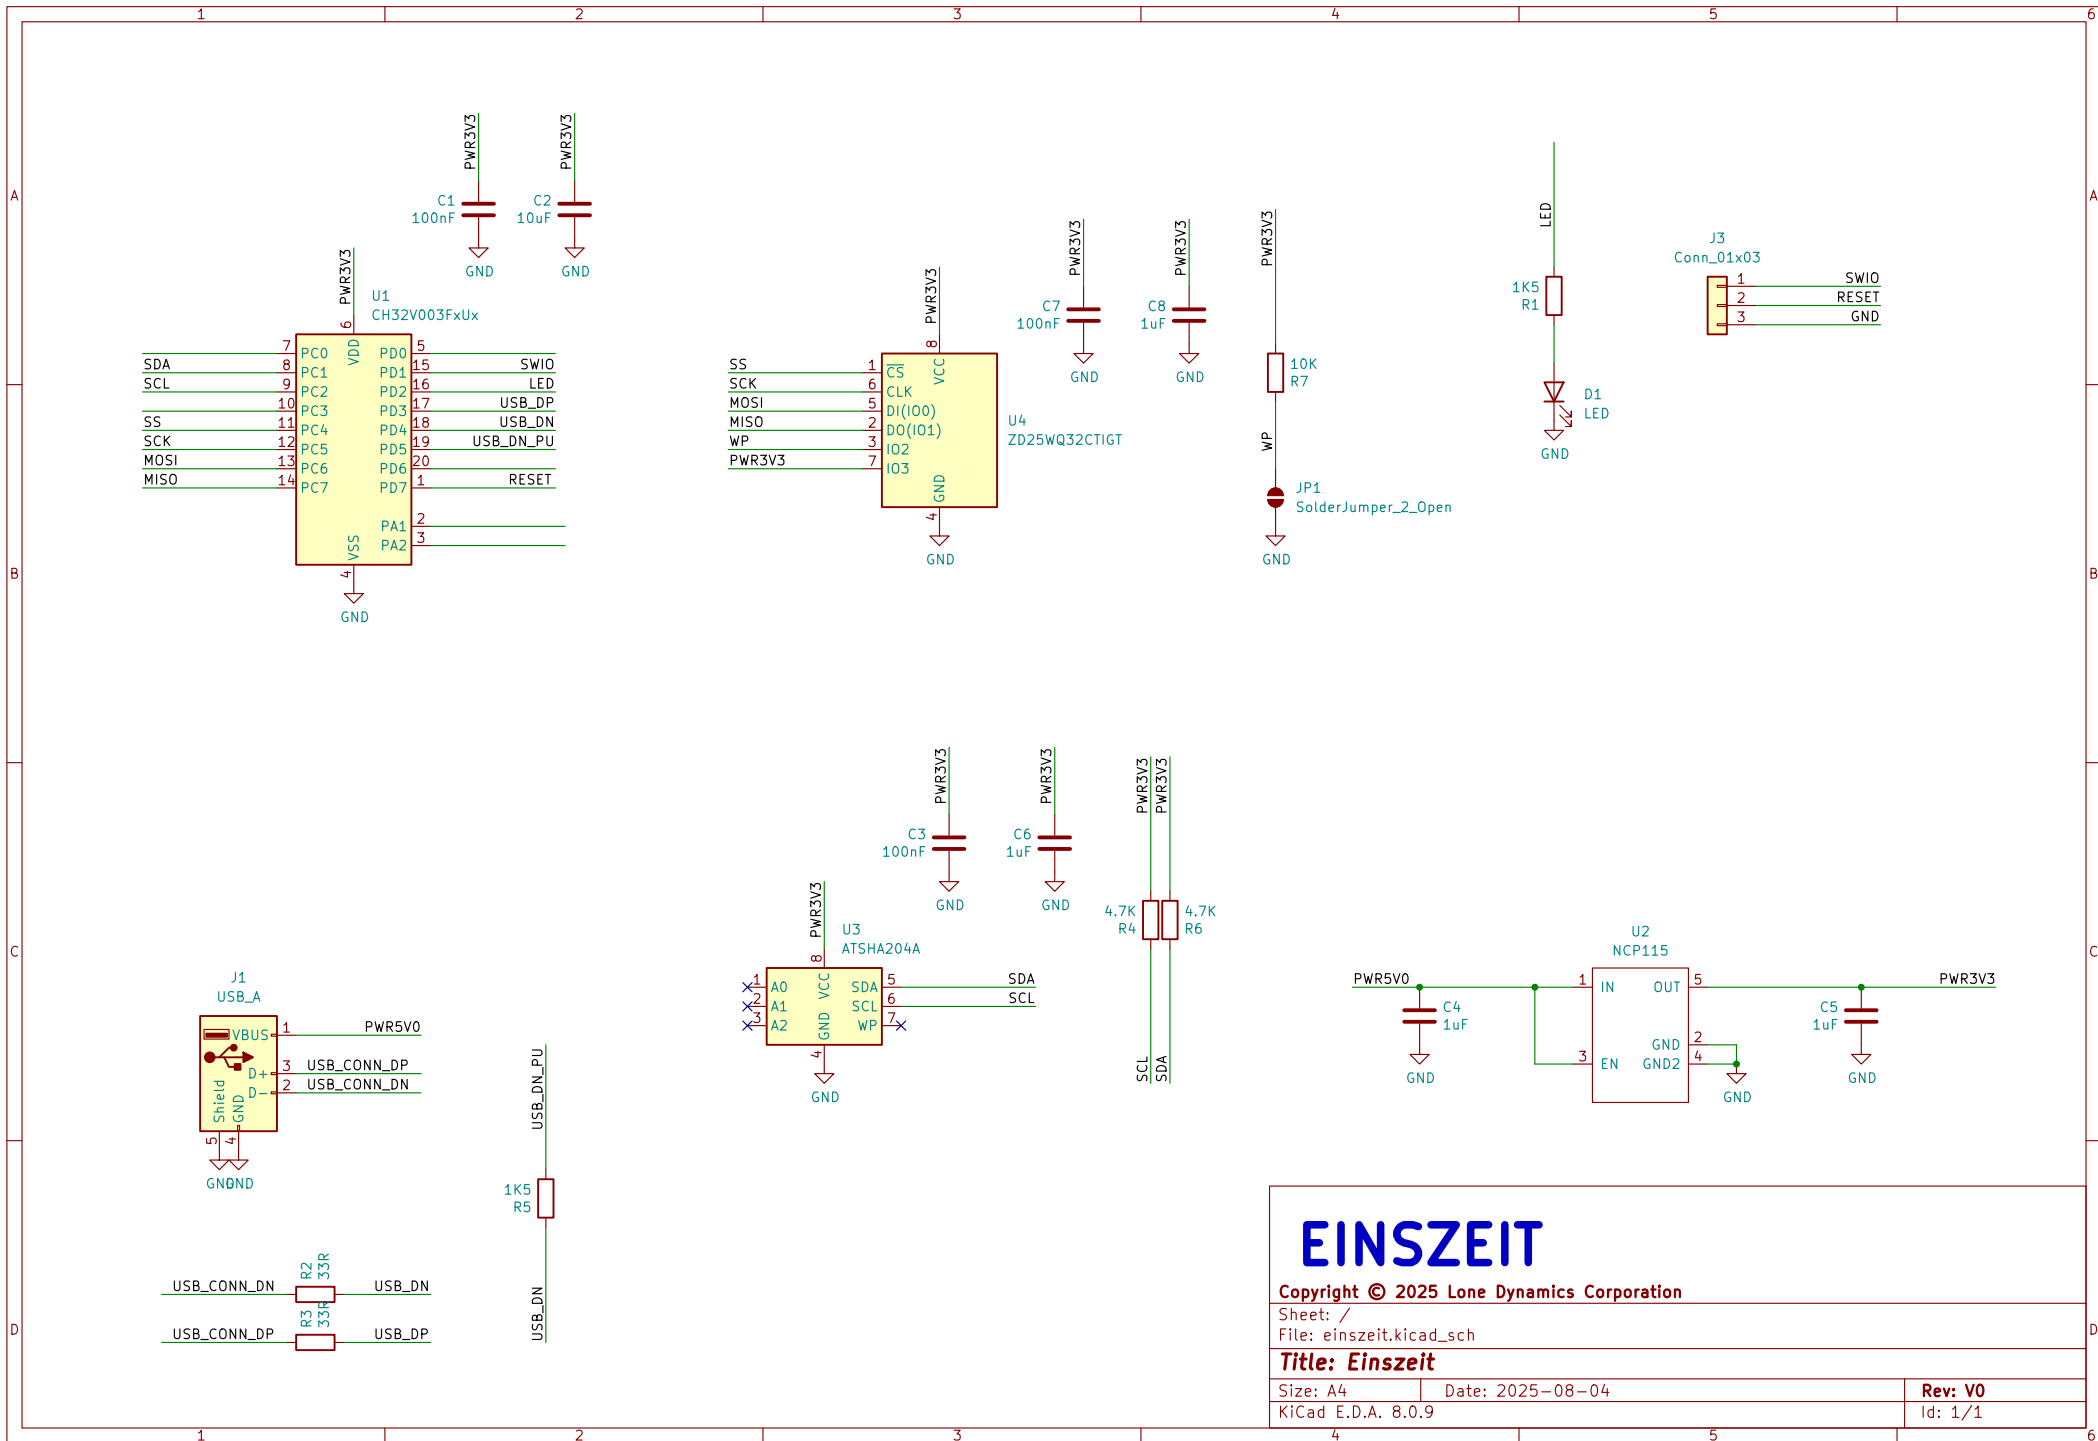 1 2 3 4 5 6
A
B
C
D
A
B
C
D
1 2 3 4 5 6
PWR3V3
C1
100nF
GND
PWR3V3
C2
10uF
GND
PWR3V3
U1
CH32V003FxUx
6
VDD
7 PC0
SDA 8 PC1
SCL 9 PC2
10 PC3
SS 11 PC4
SCK 12 PC5
MOSI 13 PC6
MISO 14 PC7
PD0 5
PD1 15 SWIO
PD2 16 LED
PD3 17 USB_DP
PD4 18 USB_DN
PD5 19 USB_DN_PU
PD6 20
PD7 1 RESET
PA1 2
PA2 3
VSS
4
GND
PWR3V3
8
VCC
SS 1 CS
SCK 6 CLK
MOSI 5 DI(IO0)
MISO 2 DO(IO1)
WP 3 IO2
PWR3V3 7 IO3
U4
ZD25WQ32CTIGT
GND
4
GND
PWR3V3
C7
100nF
GND
PWR3V3
C8
1uF
GND
PWR3V3
10K
R7
WP
JP1
SolderJumper_2_Open
GND
LED
1K5
R1
D1
LED
GND
J3
Conn_01x03
1 SWIO
2 RESET
3 GND
J1
USB_A
VBUS 1 PWR5V0
D+ 3 USB_CONN_DP
D- 2 USB_CONN_DN
Shield
GND
5
4
GND
GND
USB_DN_PU
1K5
R5
USB_DN
USB_CONN_DN R2 33R USB_DN
USB_CONN_DP R3 33R USB_DP
PWR3V3
C3
100nF
GND
PWR3V3
C6
1uF
GND
PWR3V3
U3
ATSHA204A
8
VCC
1 A0
2 A1
3 A2
SDA 5 SDA
SCL 6 SCL
WP 7
GND
4
GND
PWR3V3
PWR3V3
4.7K
R4
4.7K
R6
SCL
SDA
PWR5V0
C4
1uF
GND
U2
NCP115
1 IN
3 EN
OUT 5
GND 2
GND2 4
GND
PWR3V3
C5
1uF
GND
EINSZEIT
Copyright © 2025 Lone Dynamics Corporation
Sheet: /
File: einszeit.kicad_sch
Title: Einszeit
Size: A4 Date: 2025-08-04 Rev: V0
KiCad E.D.A. 8.0.9 Id: 1/1